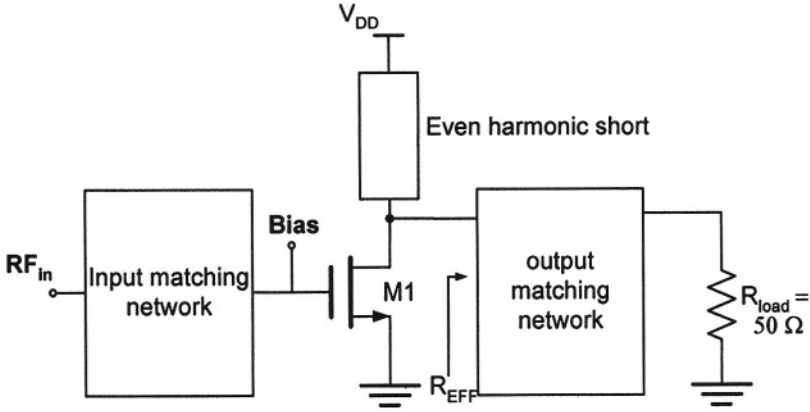 V_DD
Even harmonic short
Bias
RF_in
Input matching
network
M1
R_EFF
output
matching
network
R_load =
50 Ω